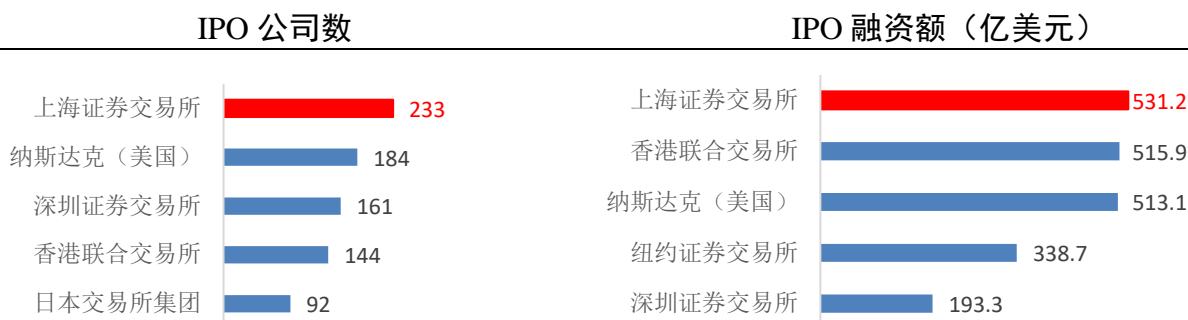 IPO 公司数
上海证券交易所 233
纳斯达克（美国） 184
深圳证券交易所 161
香港联合交易所 144
日本交易所集团 92
IPO 融资额（亿美元）
上海证券交易所 531.2
香港联合交易所 515.9
纳斯达克（美国） 513.1
纽约证券交易所 338.7
深圳证券交易所 193.3